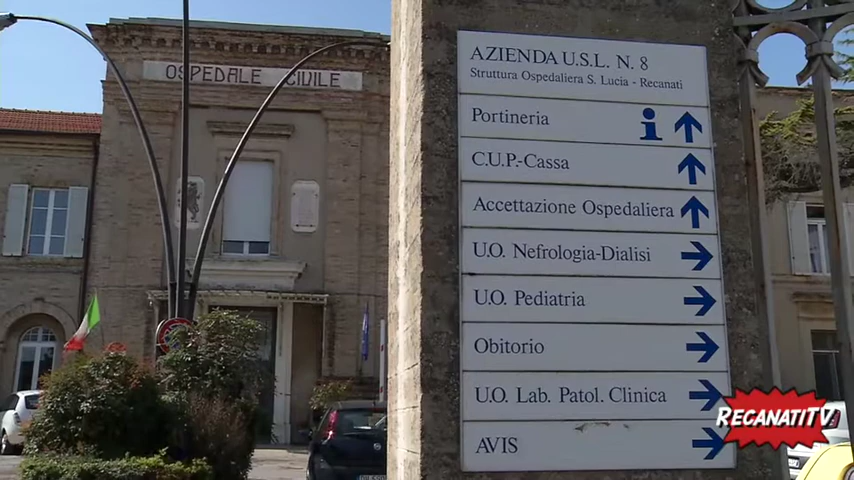 OSPEDALE CIVILE
AZIENDA U.S.L. N. 8
Struttura Ospedaliera S. Lucia - Recanati
Portineria
C.U.P.-Cassa
Accettazione Ospedaliera
U.O. Nefrologia-Dialisi
U.O. Pediatria
Obitorio
U.O. Lab. Patol. Clinica
AVIS
RECANATITV